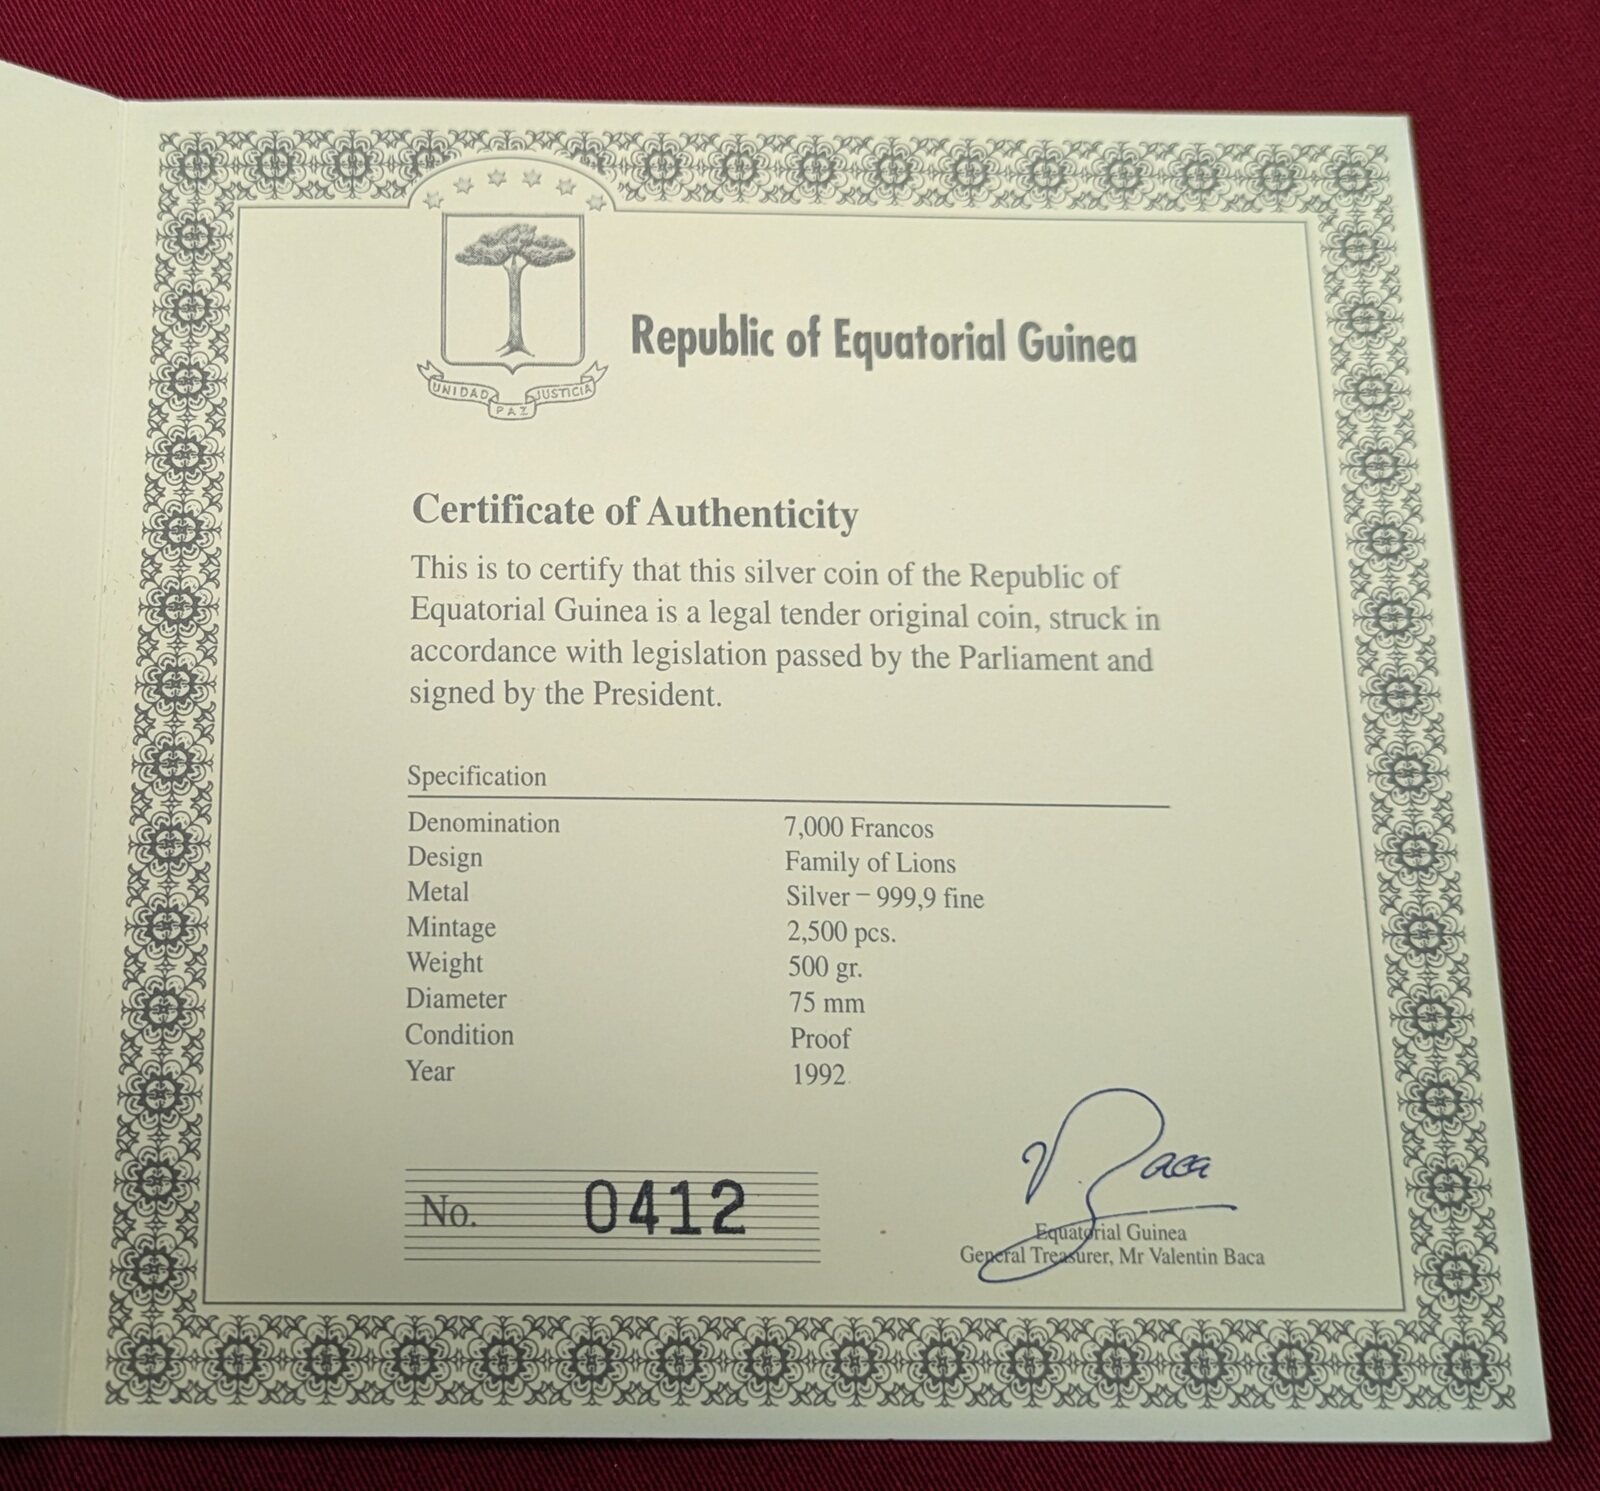 UNIDAD PAZ JUSTICIA
Republic of Equatorial Guinea
Certificate of Authenticity
This is to certify that this silver coin of the Republic of
Equatorial Guinea is a legal tender original coin, struck in
accordance with legislation passed by the Parliament and
signed by the President.
Specification
Denomination 7,000 Francos
Design Family of Lions
Metal Silver – 999,9 fine
Mintage 2,500 pcs.
Weight 500 gr.
Diameter 75 mm
Condition Proof
Year 1992
No. 0412
V. Baca
Equatorial Guinea
General Treasurer, Mr Valentin Baca